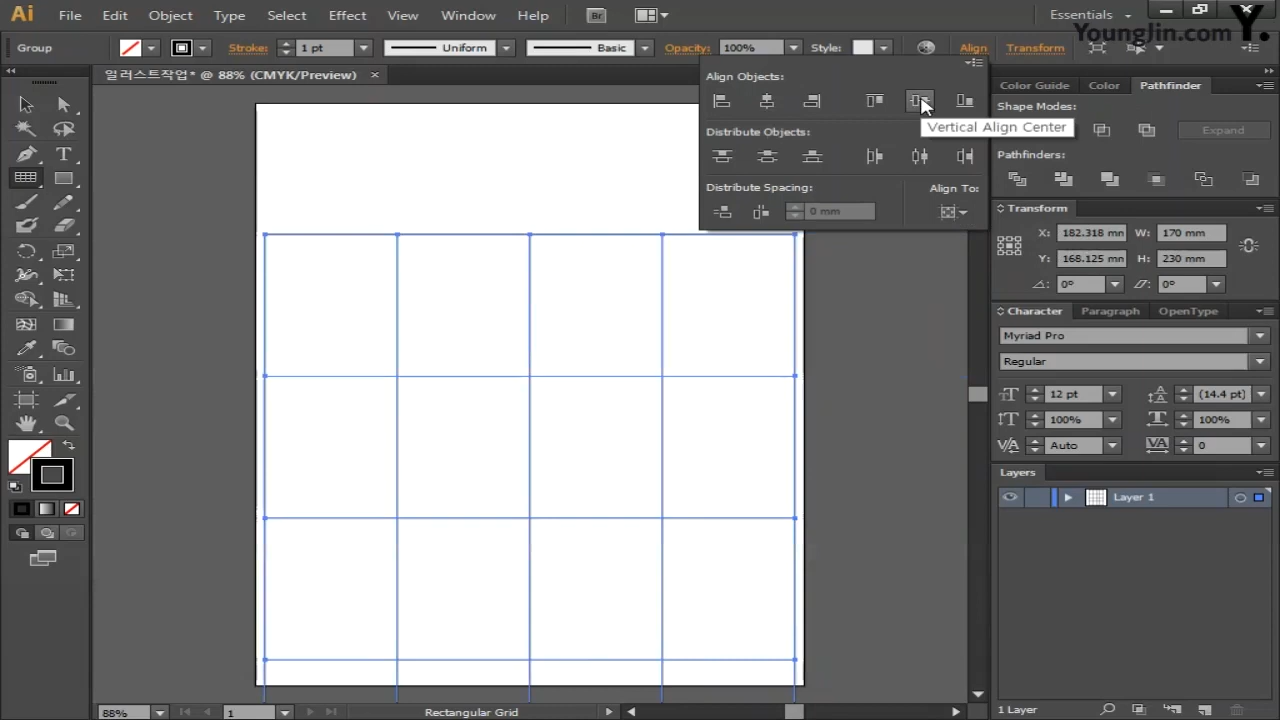 Ai File Edit Object Type Select Effect View Window Help Br Essentials
YoungJin.com Y.
Group Stroke: 1 pt Uniform Basic Opacity: 100% Style: Align Transform
일러스트작업* @ 88% (CMYK/Preview) ×
Align Objects:
Vertical Align Center
Distribute Objects:
Distribute Spacing: Align To:
0 mm
Color Guide Color Pathfinder
Shape Modes:
Expand
Pathfinders:
Transform
X: 182.318 mm W: 170 mm
Y: 168.125 mm H: 230 mm
0° 0°
Character Paragraph OpenType
Myriad Pro
Regular
12 pt (14.4 pt)
100% 100%
Auto 0
Layers
Layer 1
1 Layer
88% 1 Rectangular Grid